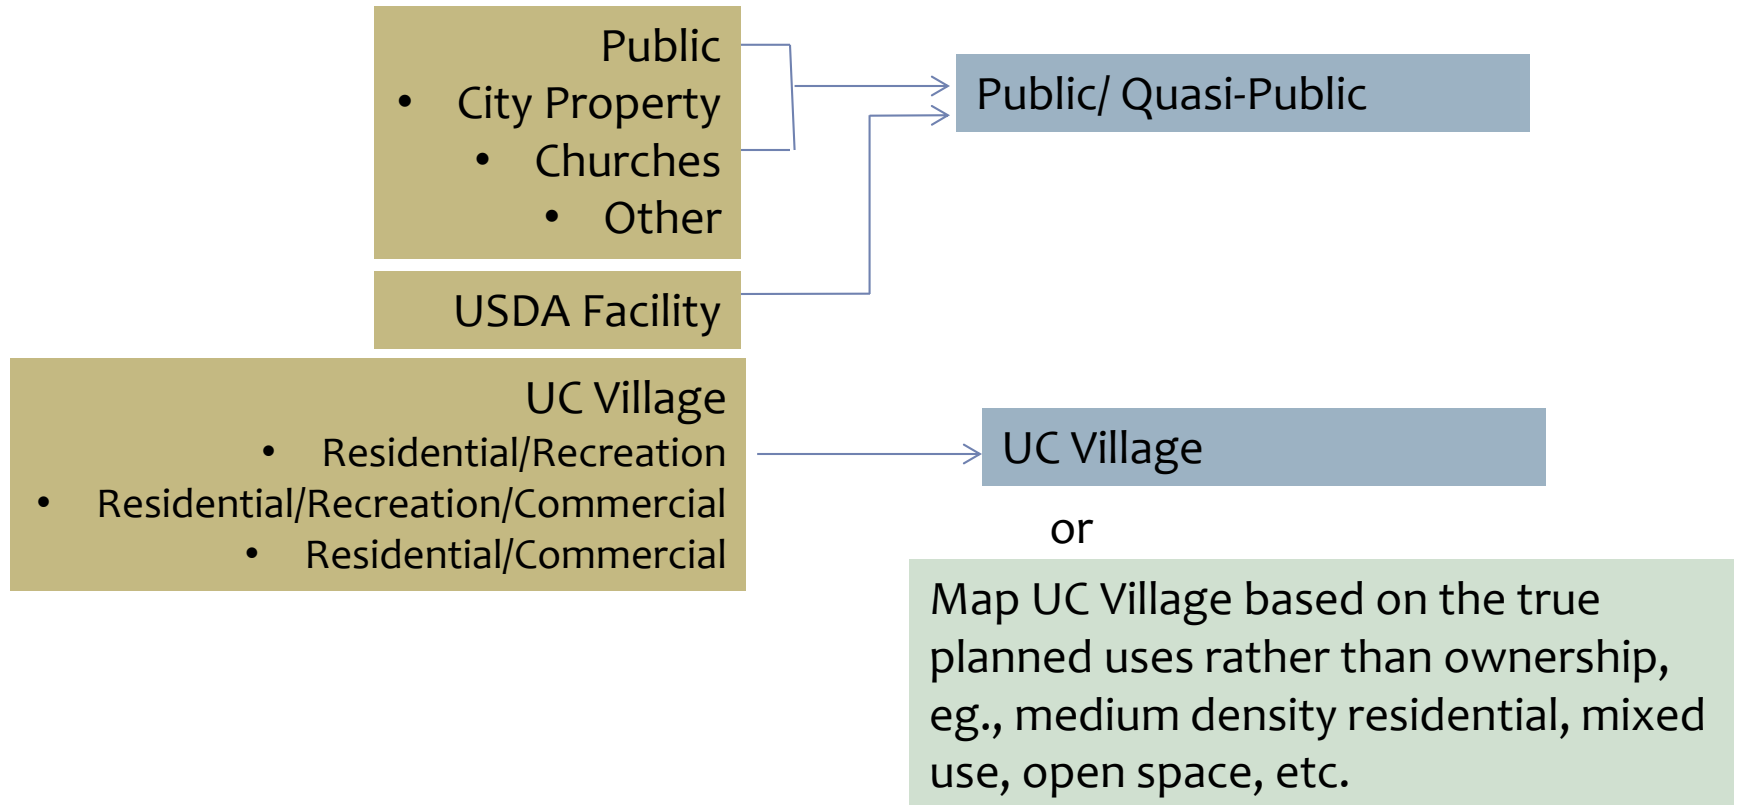 Public
• City Property
• Churches
• Other
USDA Facility
UC Village
• Residential/Recreation
• Residential/Recreation/Commercial
• Residential/Commercial
Public/ Quasi-Public
UC Village
or
Map UC Village based on the true
planned uses rather than ownership,
eg., medium density residential, mixed
use, open space, etc.